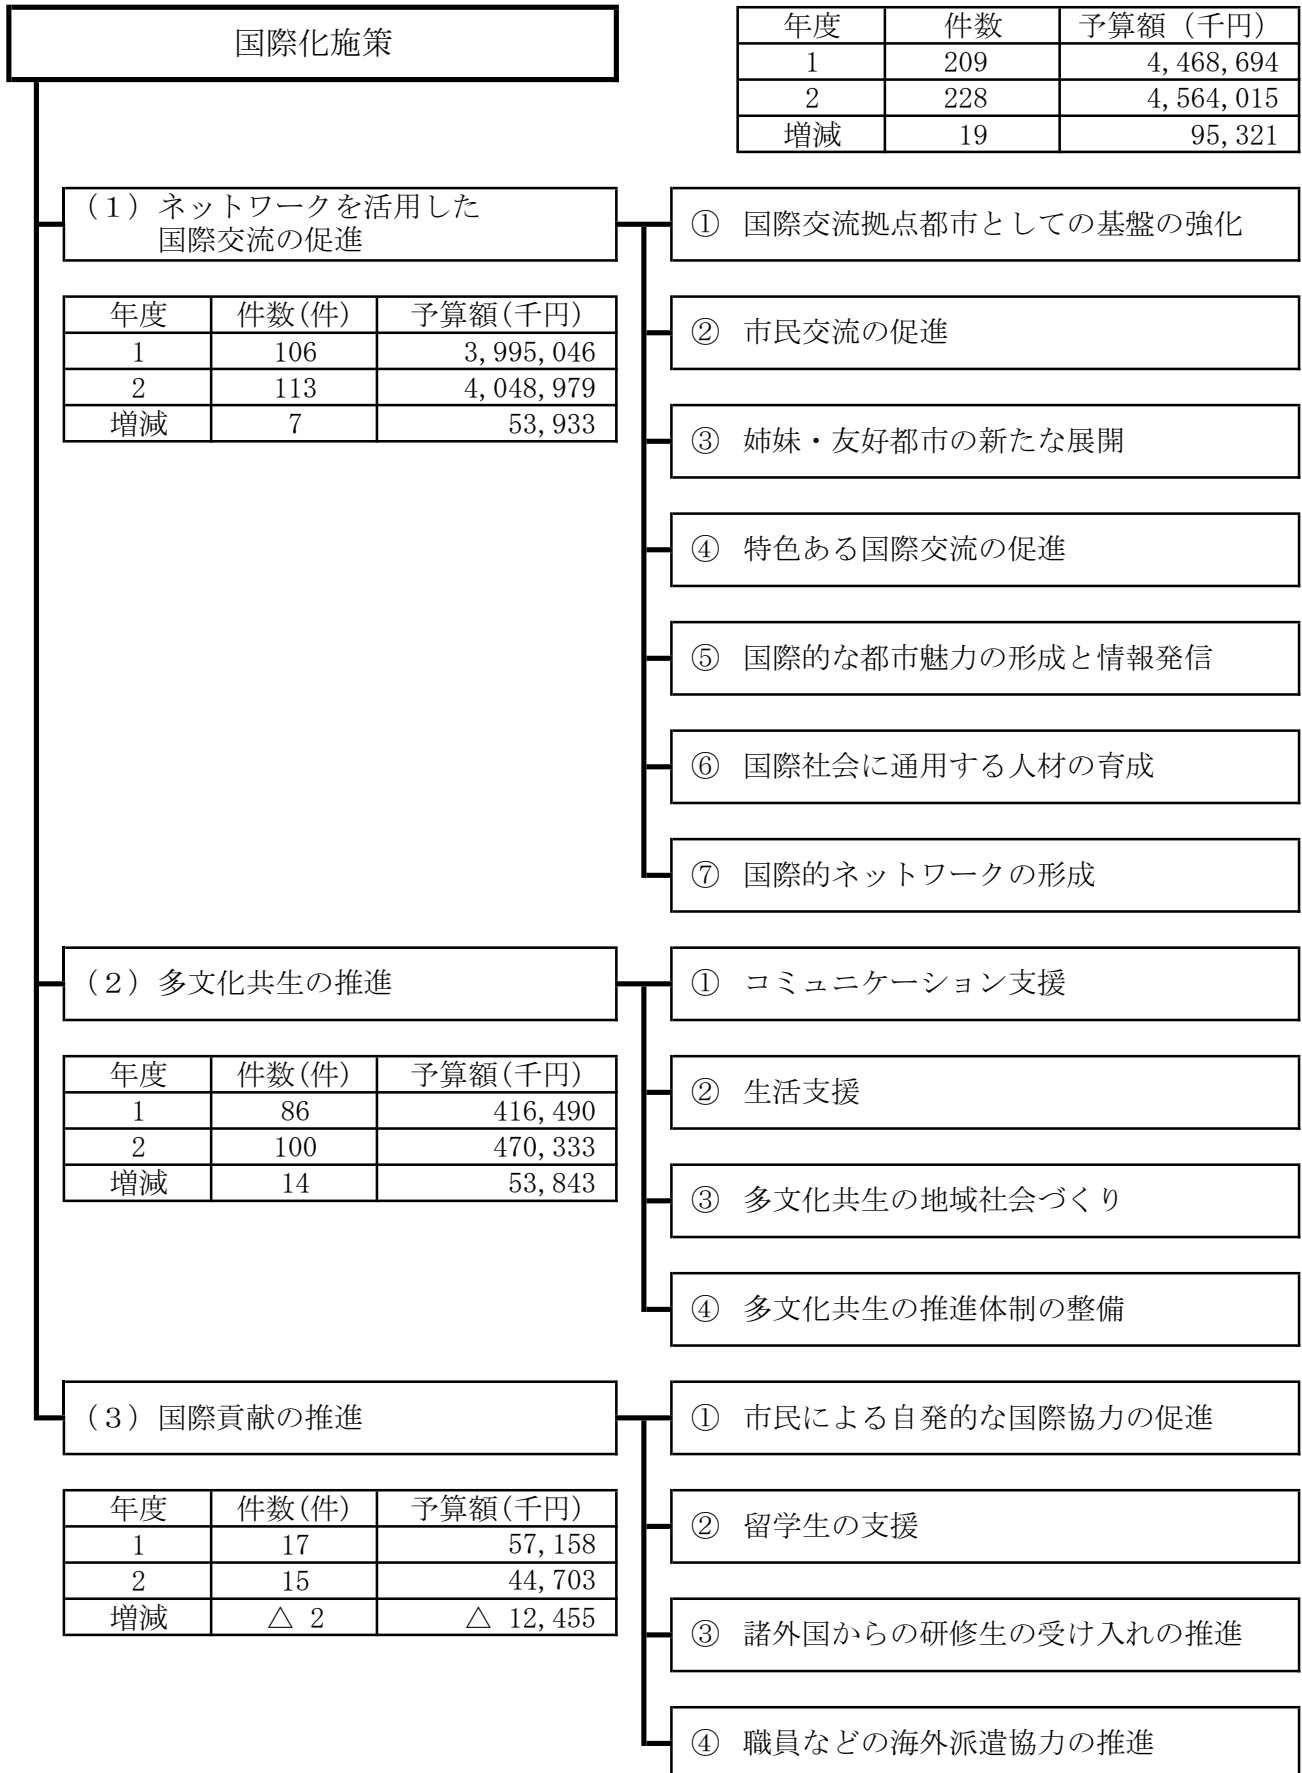 国際化施策
年度 件数 予算額（千円）
1 209 4,468,694
2 228 4,564,015
増減 19 95,321
（１）ネットワークを活用した
国際交流の促進
年度 件数(件) 予算額(千円)
1 106 3,995,046
2 113 4,048,979
増減 7 53,933
① 国際交流拠点都市としての基盤の強化
② 市民交流の促進
③ 姉妹・友好都市の新たな展開
④ 特色ある国際交流の促進
⑤ 国際的な都市魅力の形成と情報発信
⑥ 国際社会に通用する人材の育成
⑦ 国際的ネットワークの形成
（２）多文化共生の推進
年度 件数(件) 予算額(千円)
1 86 416,490
2 100 470,333
増減 14 53,843
① コミュニケーション支援
② 生活支援
③ 多文化共生の地域社会づくり
④ 多文化共生の推進体制の整備
（３）国際貢献の推進
年度 件数(件) 予算額(千円)
1 17 57,158
2 15 44,703
増減 △ 2 △ 12,455
① 市民による自発的な国際協力の促進
② 留学生の支援
③ 諸外国からの研修生の受け入れの推進
④ 職員などの海外派遣協力の推進